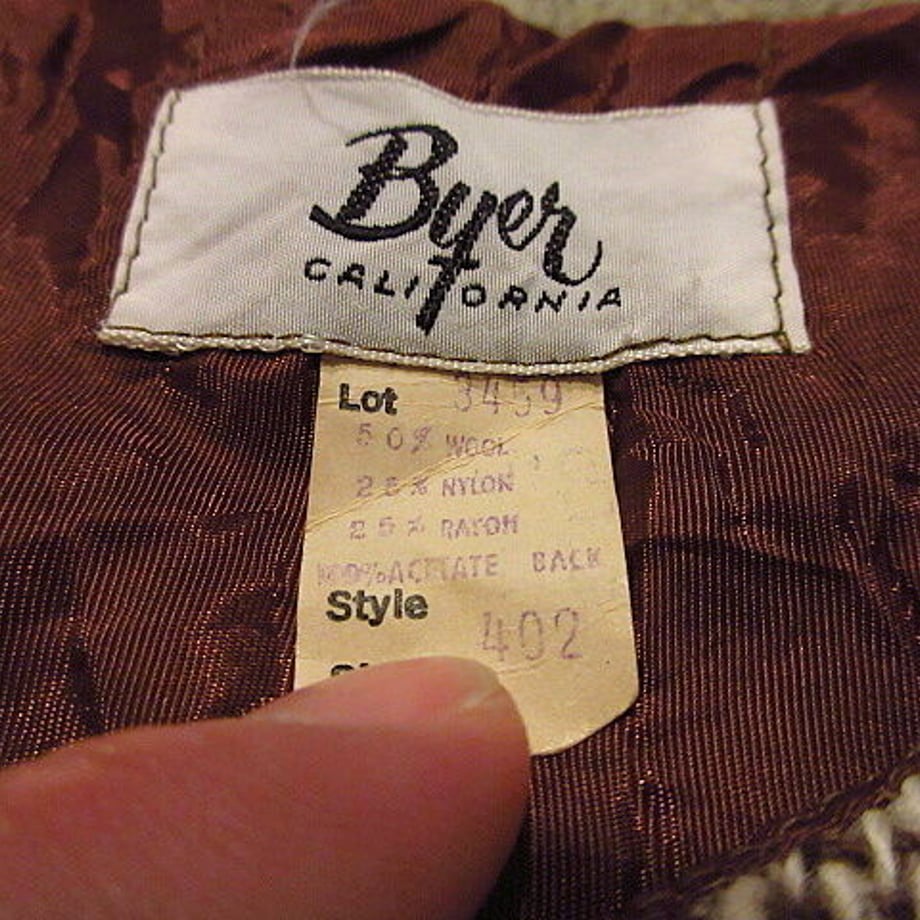 Byer
CALIFORNIA
Lot 3459
50% WOOL
25% NYLON
25% RAYON
100% ACETATE BACK
Style 402